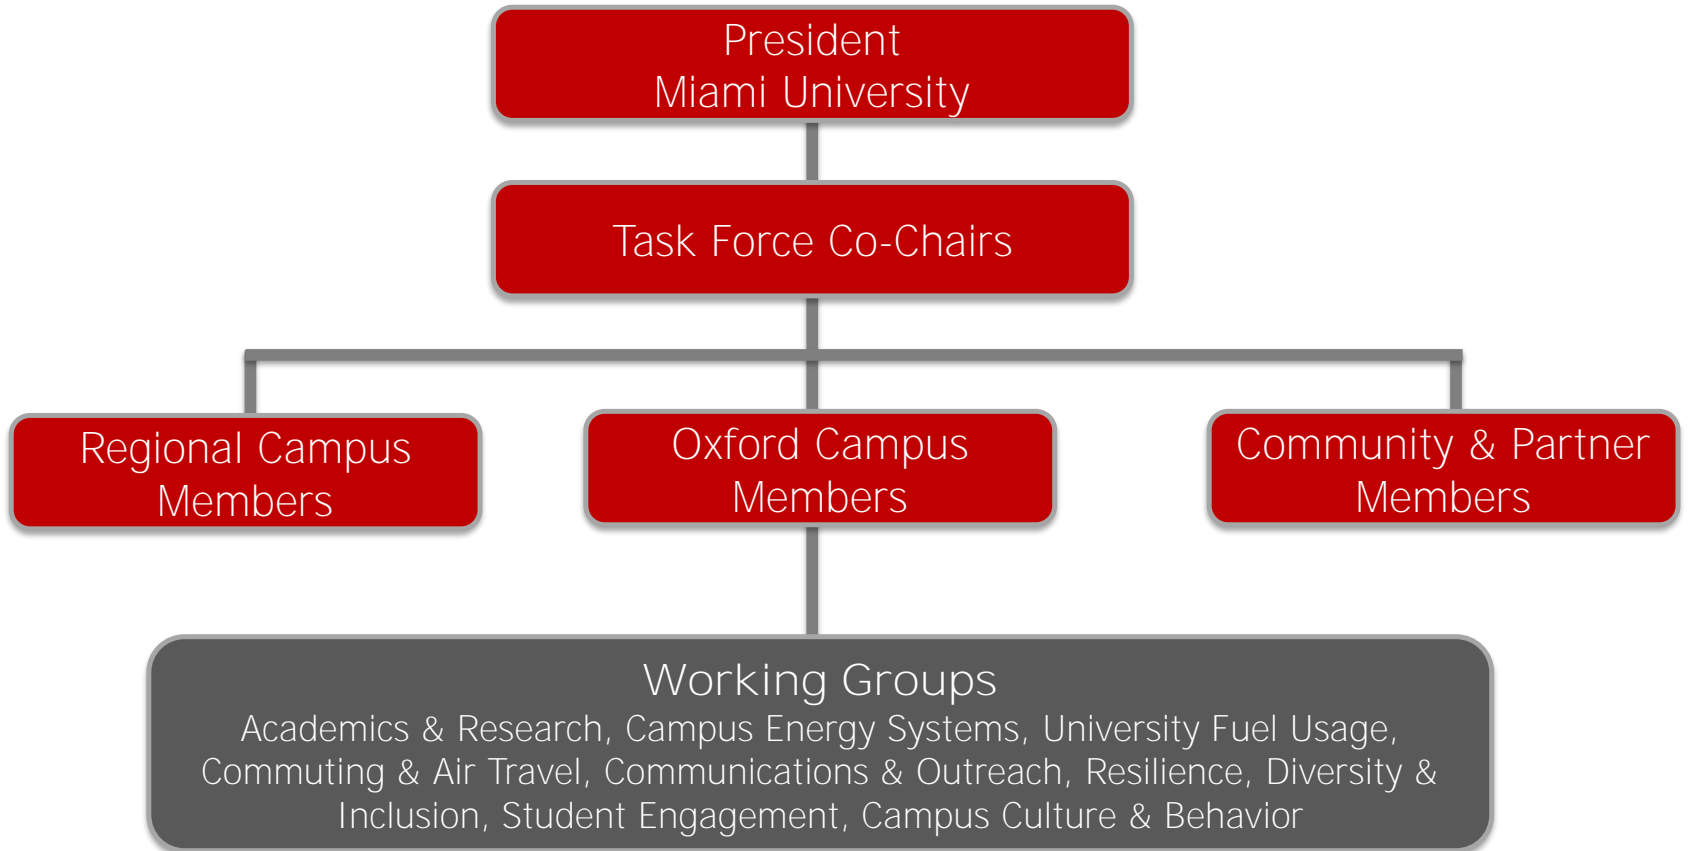 President
Miami University
Task Force Co-Chairs
Regional Campus
Members
Oxford Campus
Members
Community & Partner
Members
Working Groups
Academics & Research, Campus Energy Systems, University Fuel Usage,
Commuting & Air Travel, Communications & Outreach, Resilience, Diversity &
Inclusion, Student Engagement, Campus Culture & Behavior